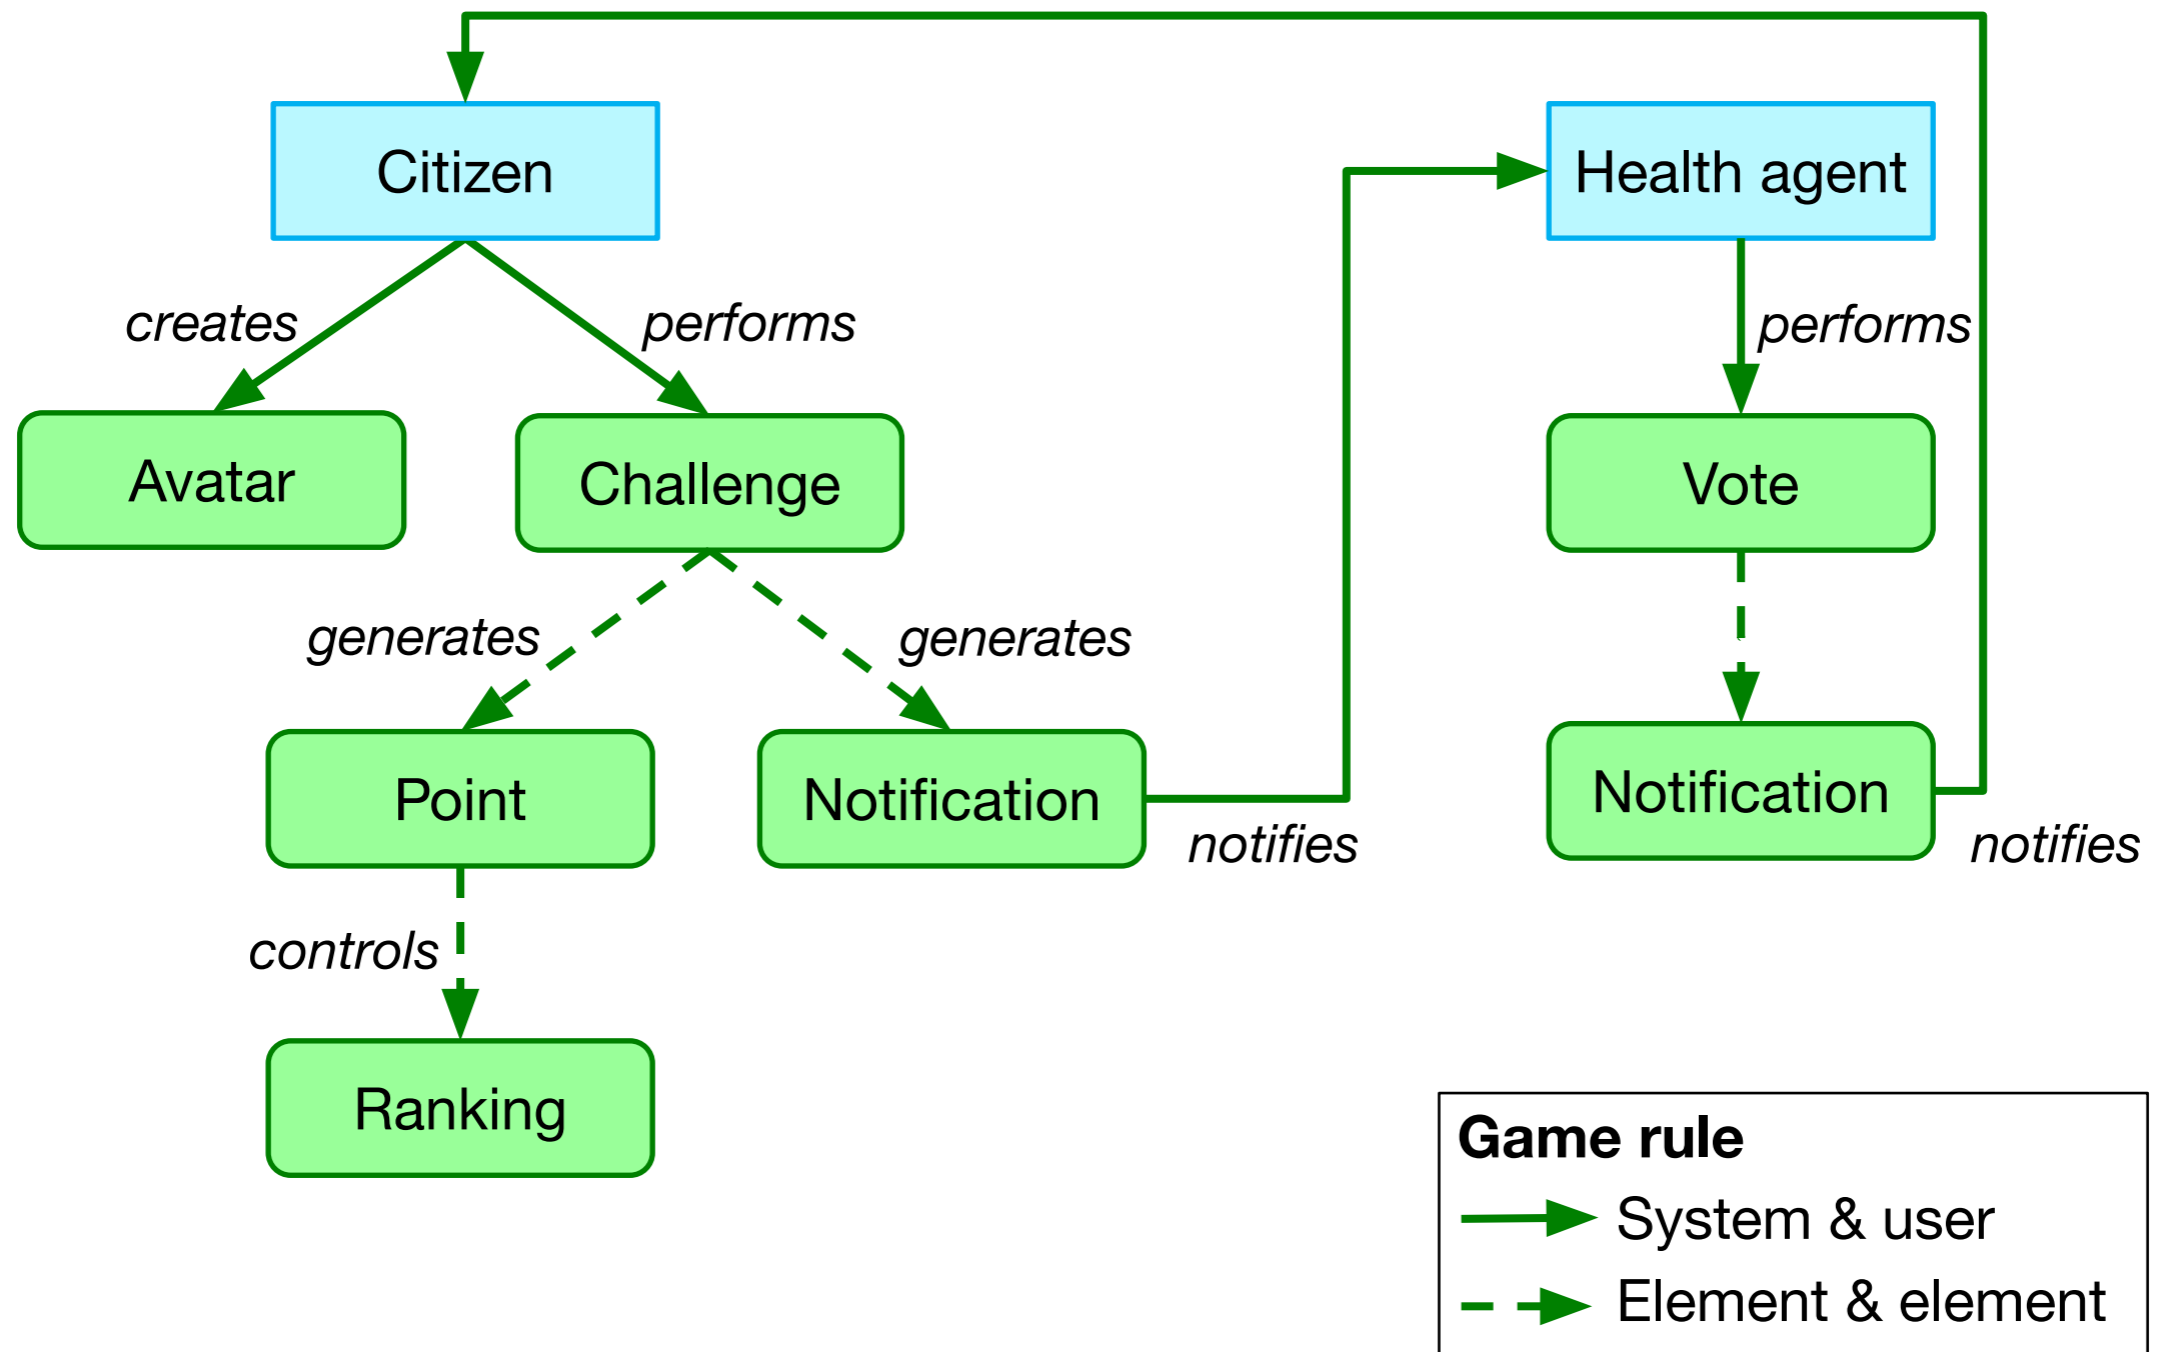 Citizen
Health agent
creates
performs
performs
Avatar
Challenge
Vote
generates
generates
Point
Notification
Notification
notifies
notifies
controls
Ranking
Game rule
System & user
Element & element